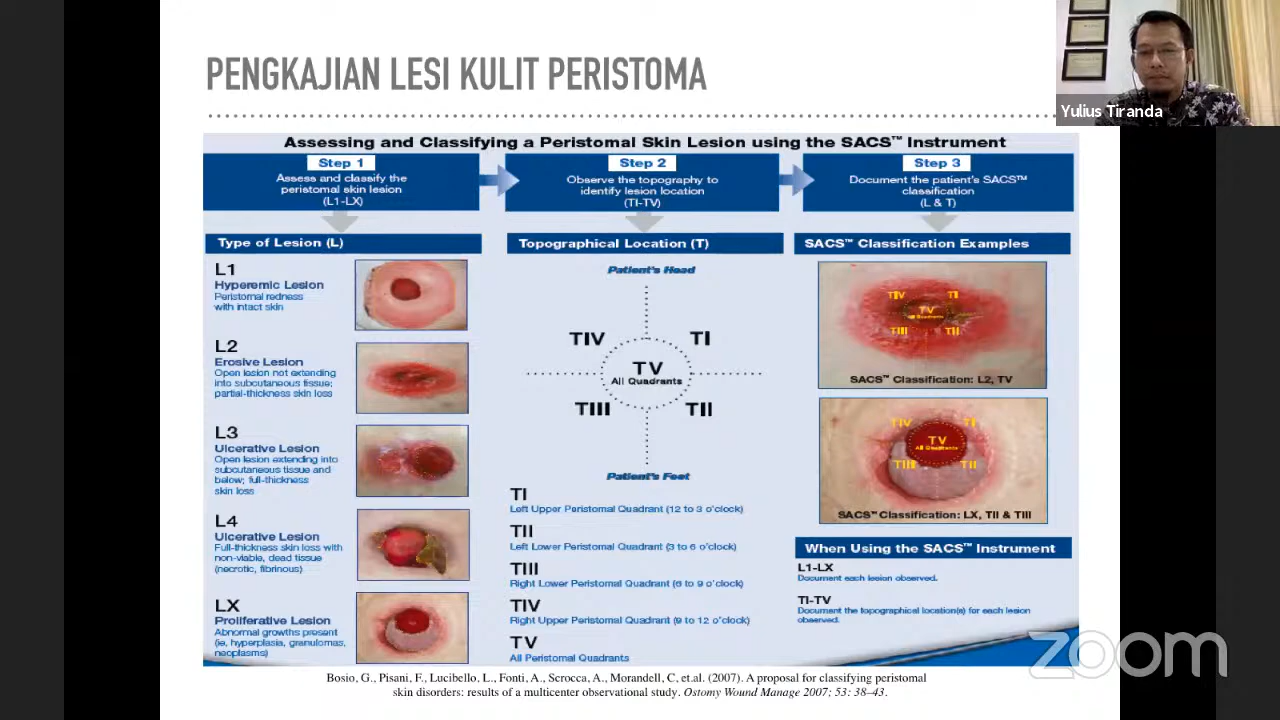 PENGKAJIAN LESI KULIT PERISTOMA
Yulius Tiranda
Assessing and Classifying a Peristomal Skin Lesion using the SACS™ Instrument
Step 1
Assess and classify the
peristomal skin lesion
(L1-LX)
Step 2
Observe the topography to
identify lesion location
(TI-TV)
Step 3
Document the patient's SACS™
classification
(L & T)
Type of Lesion (L)
L1
Hyperemic Lesion
Peristomal redness
with intact skin
L2
Erosive Lesion
Open lesion not extending
into subcutaneous tissue;
partial-thickness skin loss
L3
Ulcerative Lesion
Open lesion extending into
subcutaneous tissue and
below; full-thickness
skin loss
L4
Ulcerative Lesion
Full-thickness skin loss with
non-viable, dead tissue
(necrotic, fibrinous)
LX
Proliferative Lesion
Abnormal growths present
(ie, hyperplasia, granulomas,
neoplasms)
Topographical Location (T)
Patient's Head
TIV TI
TV
All Quadrants
TIII TII
Patient's Feet
TI
Left Upper Peristomal Quadrant (12 to 3 o'clock)
TII
Left Lower Peristomal Quadrant (3 to 6 o'clock)
TIII
Right Lower Peristomal Quadrant (6 to 9 o'clock)
TIV
Right Upper Peristomal Quadrant (9 to 12 o'clock)
TV
All Peristomal Quadrants
SACS™ Classification Examples
TIV TI
TV
All Quadrants
TIII TII
SACS™ Classification: L2, TV
TIV TI
TV
All Quadrants
TIII TII
SACS™ Classification: LX, TII & TIII
When Using the SACS™ Instrument
L1-LX
Document each lesion observed.
TI-TV
Document the topographical location(s) for each lesion
observed.
zoom
Bosio, G., Pisani, F., Lucibello, L., Fonti, A., Scrocca, A., Morandell, C, et.al. (2007). A proposal for classifying peristomal
skin disorders: results of a multicenter observational study. Ostomy Wound Manage 2007; 53: 38–43.